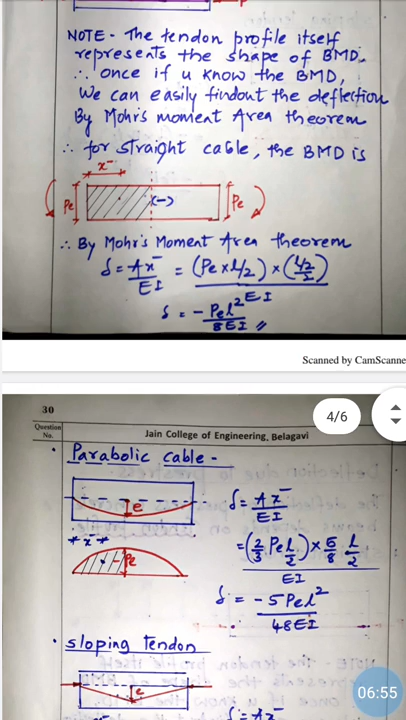 NOTE - The tendon profile itself
represents the shape of BMD.
∴ once if u know the BMD,
We can easily findout the deflection
By Mohr's moment Area theorem
∴ for straight cable, the BMD is
x̄
Pe (-) Pe
∴ By Mohr's Moment Area theorem
δ = Ax̄/EI = (Pe x l/2) x (l/2/2) / EI
δ = - Pel²/8EI //
Scanned by CamScanne
30
4/6
Question No.
Jain College of Engineering, Belagavi
• Parabolic cable -
e
δ = Ax̄/EI
x̄
Pe
= (2/3 Pe l/2) x 5/8 l/2 / EI
δ = - 5Pel²/48EI
• sloping Tendon
e
06:55
δ = Ax̄